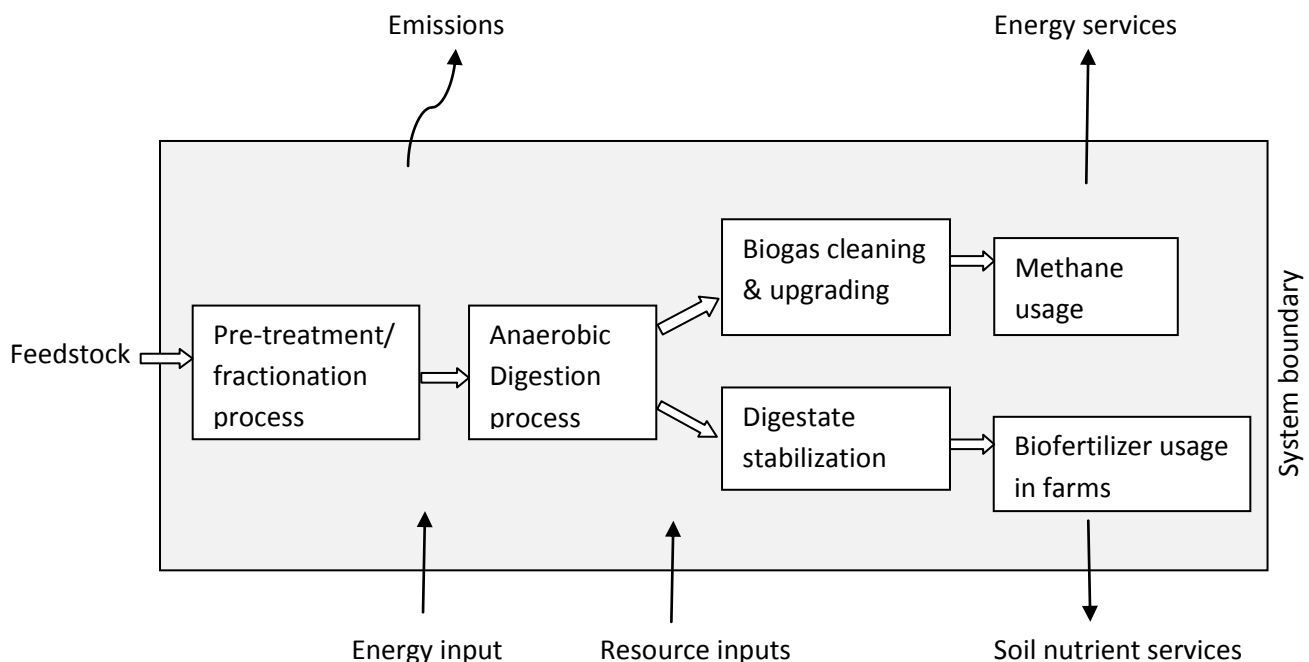 Emissions
Energy services
Biogas cleaning
& upgrading
Methane
usage
Feedstock
Pre-treatment/
fractionation
process
Anaerobic
Digestion
process
Digestate
stabilization
Biofertilizer usage
in farms
System boundary
Energy input
Resource inputs
Soil nutrient services